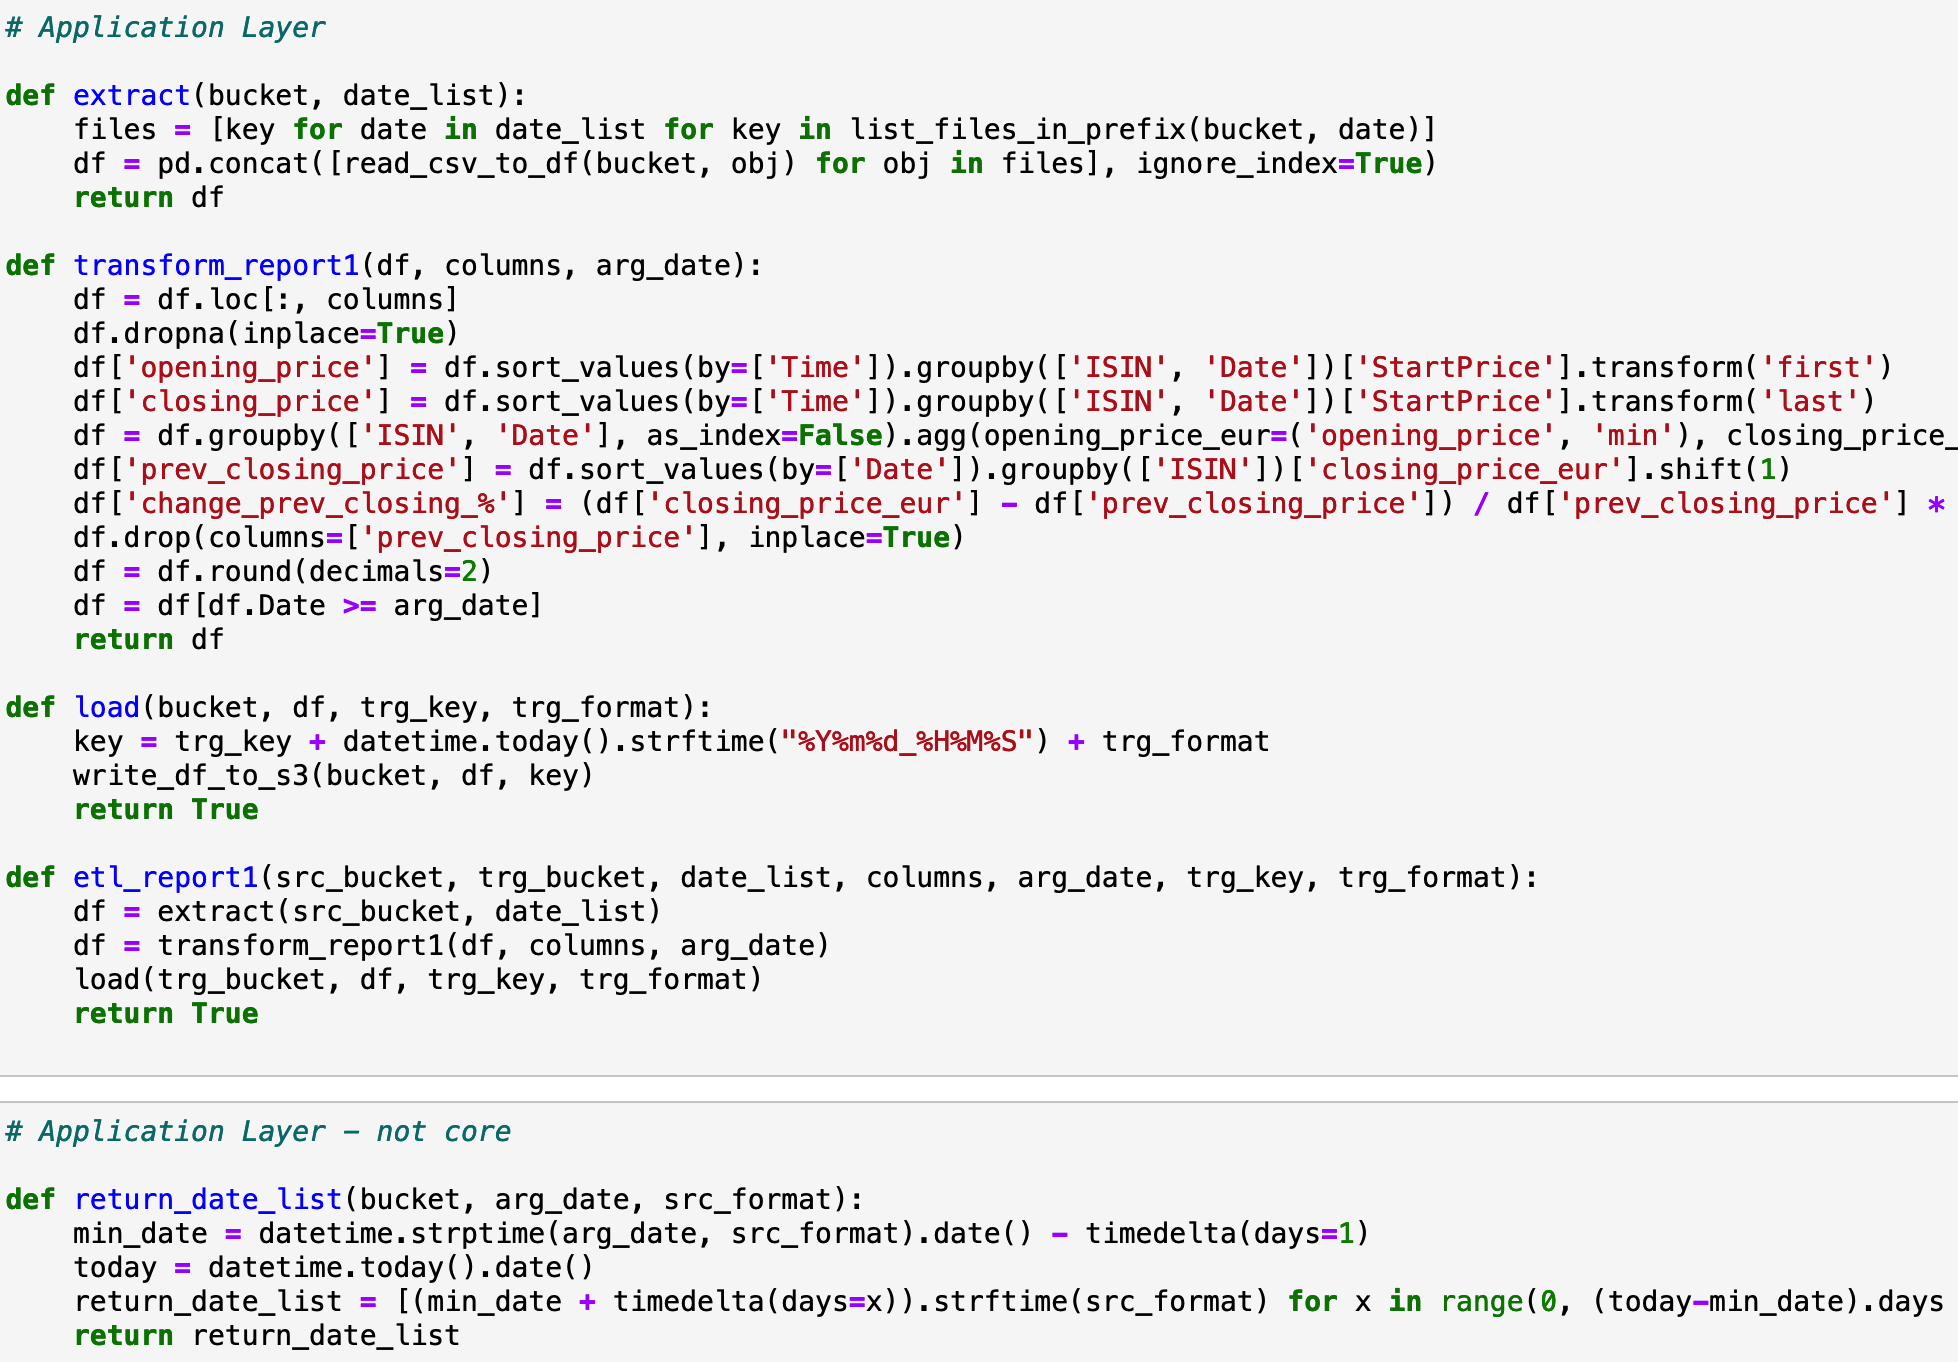 # Application Layer
def extract(bucket, date_list):
    files = [key for date in date_list for key in list_files_in_prefix(bucket, date)]
    df = pd.concat([read_csv_to_df(bucket, obj) for obj in files], ignore_index=True)
    return df
def transform_report1(df, columns, arg_date):
    df = df.loc[:, columns]
    df.dropna(inplace=True)
    df['opening_price'] = df.sort_values(by=['Time']).groupby(['ISIN', 'Date'])['StartPrice'].transform('first')
    df['closing_price'] = df.sort_values(by=['Time']).groupby(['ISIN', 'Date'])['StartPrice'].transform('last')
    df = df.groupby(['ISIN', 'Date'], as_index=False).agg(opening_price_eur=('opening_price', 'min'), closing_price_
    df['prev_closing_price'] = df.sort_values(by=['Date']).groupby(['ISIN'])['closing_price_eur'].shift(1)
    df['change_prev_closing_%'] = (df['closing_price_eur'] - df['prev_closing_price']) / df['prev_closing_price'] *
    df.drop(columns=['prev_closing_price'], inplace=True)
    df = df.round(decimals=2)
    df = df[df.Date >= arg_date]
    return df
def load(bucket, df, trg_key, trg_format):
    key = trg_key + datetime.today().strftime("%Y%m%d_%H%M%S") + trg_format
    write_df_to_s3(bucket, df, key)
    return True
def etl_report1(src_bucket, trg_bucket, date_list, columns, arg_date, trg_key, trg_format):
    df = extract(src_bucket, date_list)
    df = transform_report1(df, columns, arg_date)
    load(trg_bucket, df, trg_key, trg_format)
    return True
# Application Layer - not core
def return_date_list(bucket, arg_date, src_format):
    min_date = datetime.strptime(arg_date, src_format).date() - timedelta(days=1)
    today = datetime.today().date()
    return_date_list = [(min_date + timedelta(days=x)).strftime(src_format) for x in range(0, (today-min_date).days
    return return_date_list